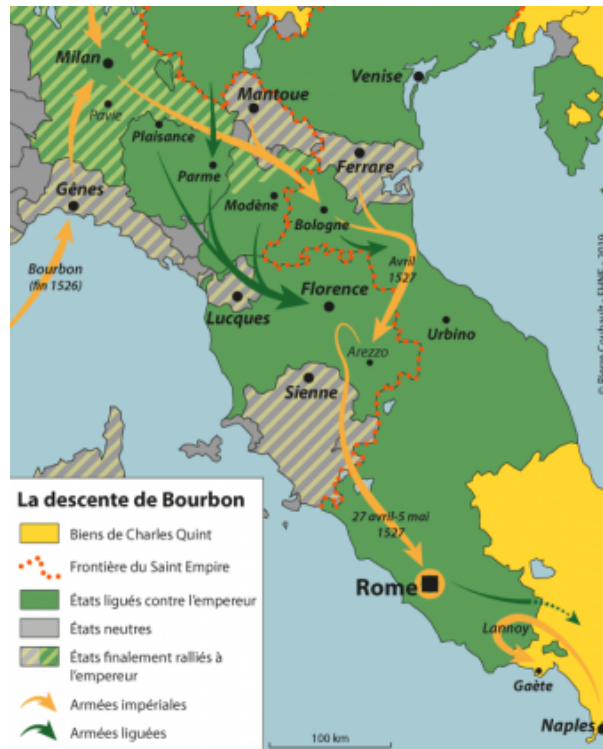 Milan
Pavie
Plaisance
Mantoue
Venise
Gênes
Parme
Ferrare
Modène
Bologne
Bourbon
(fin 1526)
Avril
1527
Lucques
Florence
Urbino
Arezzo
Sienne
27 avril-5 mai
1527
Rome
Lannoy
Gaète
Naples
La descente de Bourbon
Biens de Charles Quint
Frontière du Saint Empire
États ligués contre l'empereur
États neutres
États finalement ralliés à
l'empereur
Armées impériales
Armées liguées
100 km
© Pierre - 2019